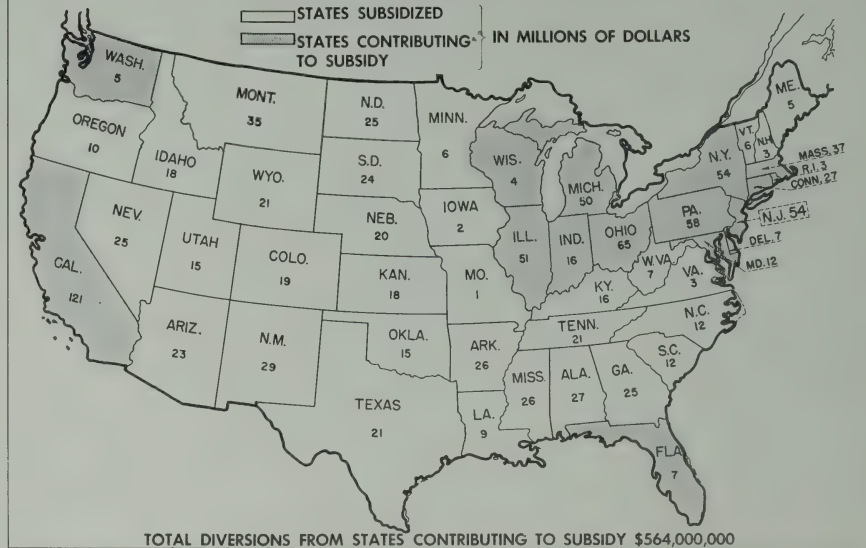 STATES SUBSIDIZED
STATES CONTRIBUTING
TO SUBSIDY
IN MILLIONS OF DOLLARS
WASH.
5
OREGON
10
CAL.
121
NEV.
25
IDAHO
18
MONT.
35
WYO.
21
UTAH
15
COLO.
19
ARIZ.
23
N.M.
29
N.D.
25
S.D.
24
NEB.
20
KAN.
18
OKLA.
15
TEXAS
21
MINN.
6
IOWA
2
MO.
1
ARK.
26
LA.
9
WIS.
4
ILL.
51
MICH.
50
IND.
16
OHIO
65
KY.
16
TENN.
21
MISS.
26
ALA.
27
GA.
25
FLA.
7
S.C.
12
N.C.
12
VA.
3
W.VA.
7
PA.
58
N.Y.
54
VT.
6
N.H.
3
ME.
5
MASS. 37
R.I. 3
CONN. 27
N.J. 54
DEL. 7
MD. 12
TOTAL DIVERSIONS FROM STATES CONTRIBUTING TO SUBSIDY $564,000,000